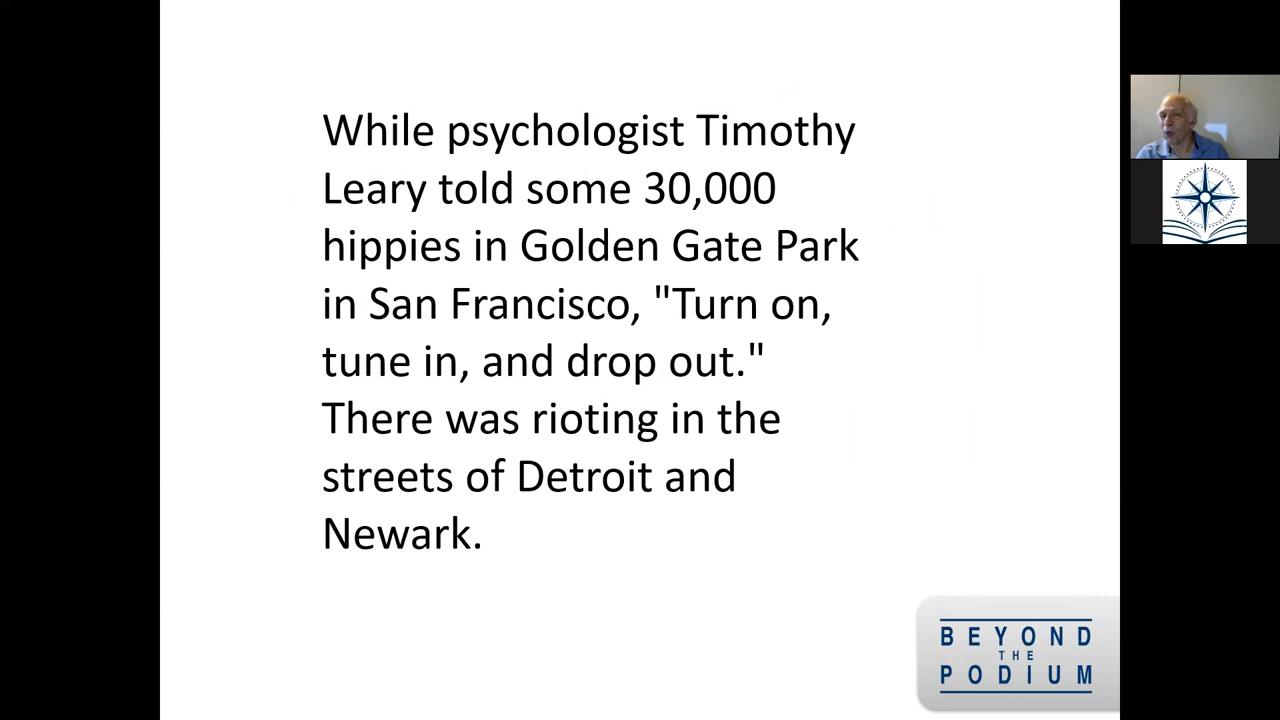 While psychologist Timothy
Leary told some 30,000
hippies in Golden Gate Park
in San Francisco, "Turn on,
tune in, and drop out."
There was rioting in the
streets of Detroit and
Newark.
BEYOND
THE
PODIUM